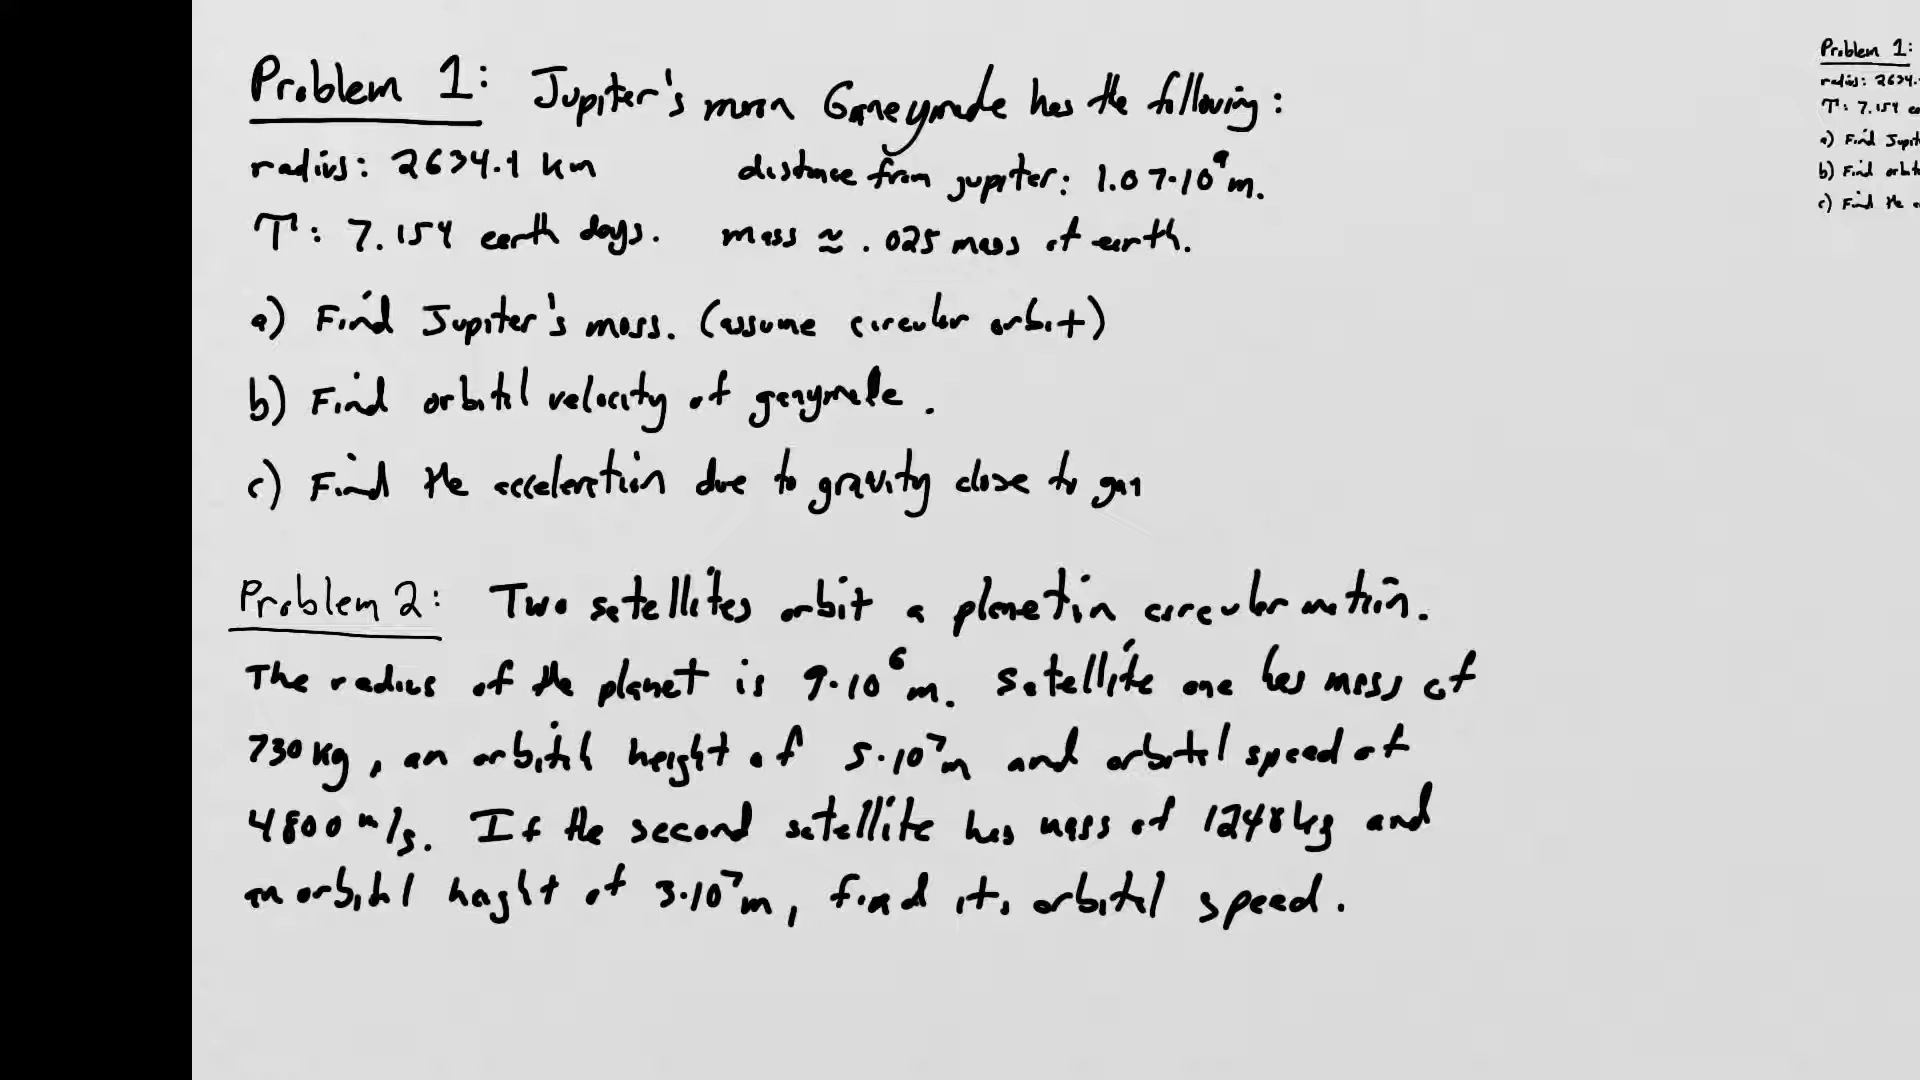 Problem 1: Jupiter's moon Ganeymede has the following:
radius: 2634.1 km distance from jupiter: 1.07·10⁹ m.
T: 7.154 earth days. mass ≈ .025 mass of earth.
a) Find Jupiter's mass. (assume circular orbit)
b) Find orbital velocity of ganymede.
c) Find the acceleration due to gravity close to gan
Problem 2: Two satellites orbit a planet in circular motion.
The radius of the planet is 9·10⁶ m. Satellite one has mass of
730 kg, an orbital height of 5·10⁷ m and orbital speed of
4800 m/s. If the second satellite has mass of 1248 kg and
an orbital height of 3·10⁷ m, find its orbital speed.
Problem 1:
radius: 2634.
T: 7.154
a) Find Jupit
b) Find orbit
c) Find the